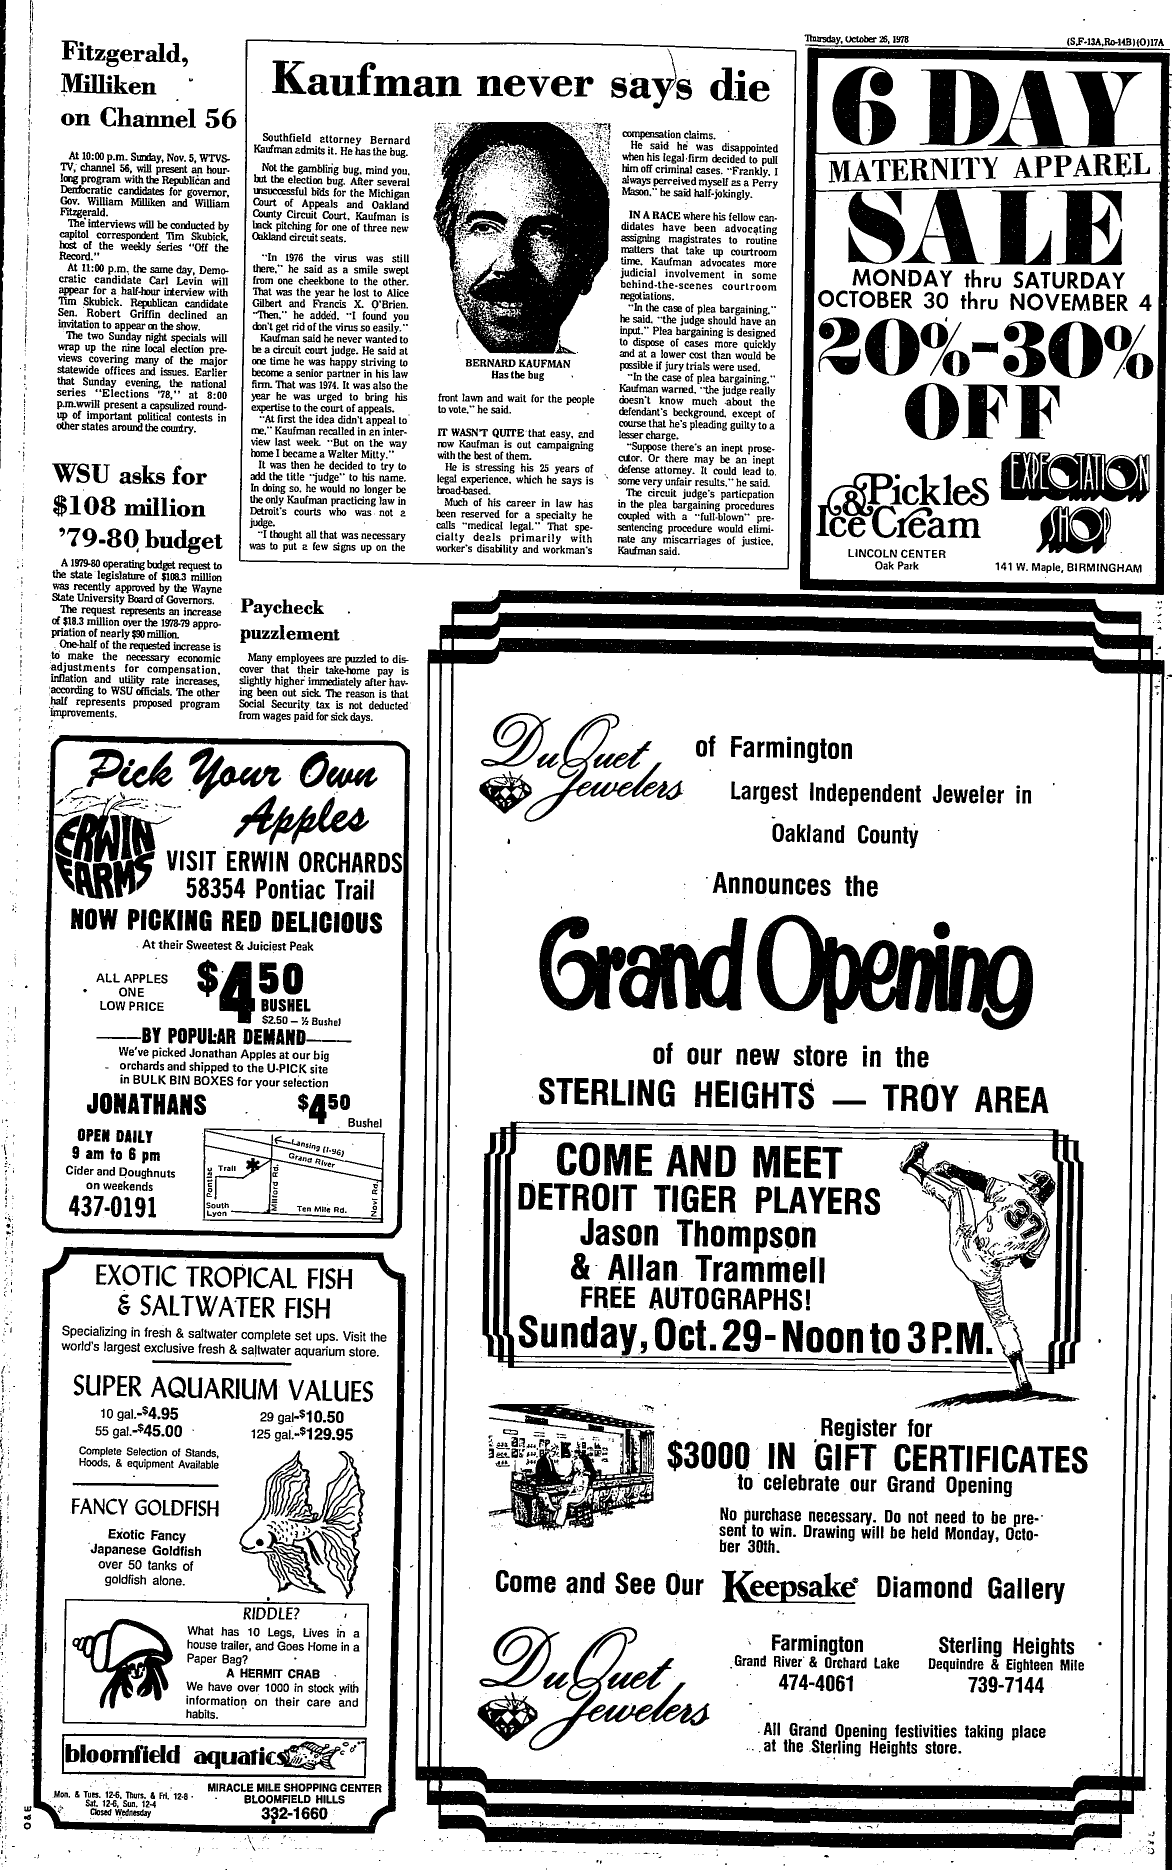 Thursday, October 26, 1978
(S,F-13A,Ro-14B)(O)17A
Fitzgerald,
Milliken
on Channel 56
At 10:00 p.m. Sunday, Nov. 5, WTVS-
TV, channel 56, will present an hour-
long program with the Republican and
Democratic candidates for governor,
Gov. William Milliken and William
Fitzgerald.
The interviews will be conducted by
capitol correspondent Tim Skubick,
host of the weekly series "Off the
Record."
At 11:00 p.m. the same day, Demo-
cratic candidate Carl Levin will
appear for a half-hour interview with
Tim Skubick. Republican candidate
Sen. Robert Griffin declined an
invitation to appear on the show.
The two Sunday night specials will
wrap up the nine local election pre-
views covering many of the major
statewide offices and issues. Earlier
that Sunday evening, the national
series "Elections '78," at 8:00
p.m.wwill present a capsulized round-
up of important political contests in
other states around the country.
WSU asks for
$108 million
'79-80 budget
A 1979-80 operating budget request to
the state legislature of $108.3 million
was recently approved by the Wayne
State University Board of Governors.
The request represents an increase
of $18.3 million over the 1978-79 appro-
priation of nearly $90 million.
One-half of the requested increase is
to make the necessary economic
adjustments for compensation,
inflation and utility rate increases,
according to WSU officials. The other
half represents proposed program
improvements.
Kaufman never says die
Southfield attorney Bernard
Kaufman admits it. He has the bug.
Not the gambling bug, mind you,
but the election bug. After several
unsuccessful bids for the Michigan
Court of Appeals and Oakland
County Circuit Court, Kaufman is
back pitching for one of three new
Oakland circuit seats.
"In 1976 the virus was still
there," he said as a smile swept
from one cheekbone to the other.
That was the year he lost to Alice
Gilbert and Francis X. O'Brien.
"Then," he added, "I found you
don't get rid of the virus so easily."
Kaufman said he never wanted to
be a circuit court judge. He said at
one time he was happy striving to
become a senior partner in his law
firm. That was 1974. It was also the
year he was urged to bring his
expertise to the court of appeals.
"At first the idea didn't appeal to
me," Kaufman recalled in an inter-
view last week. "But on the way
home I became a Walter Mitty."
It was then he decided to try to
add the title "judge" to his name.
In doing so, he would no longer be
the only Kaufman practicing law in
Detroit's courts who was not a
judge.
"I thought all that was necessary
was to put a few signs up on the
BERNARD KAUFMAN
Has the bug
front lawn and wait for the people
to vote," he said.
IT WASN'T QUITE that easy, and
now Kaufman is out campaigning
with the best of them.
He is stressing his 25 years of
legal experience, which he says is
broad-based.
Much of his career in law has
been reserved for a specialty he
calls "medical legal." That spe-
cialty deals primarily with
worker's disability and workman's
compensation claims.
He said he was disappointed
when his legal firm decided to pull
him off criminal cases. "Frankly, I
always perceived myself as a Perry
Mason," he said half-jokingly.
IN A RACE where his fellow can-
didates have been advocating
assigning magistrates to routine
matters that take up courtroom
time, Kaufman advocates more
judicial involvement in some
behind-the-scenes courtroom
negotiations.
"In the case of plea bargaining,"
he said, "the judge should have an
input." Plea bargaining is designed
to dispose of cases more quickly
and at a lower cost than would be
possible if jury trials were used.
"In the case of plea bargaining,"
Kaufman warned, "the judge really
doesn't know much about the
defendant's background, except of
course that he's pleading guilty to a
lesser charge.
"Suppose there's an inept prose-
cutor. Or there may be an inept
defense attorney. It could lead to
some very unfair results," he said.
The circuit judge's particpation
in the plea bargaining procedures
coupled with a "full-blown" pre-
sentencing procedure would elimi-
nate any miscarriages of justice,
Kaufman said.
Paycheck
puzzlement
Many employees are puzzled to dis-
cover that their take-home pay is
slightly higher immediately after hav-
ing been out sick. The reason is that
Social Security tax is not deducted
from wages paid for sick days.
6 DAY
MATERNITY APPAREL
SALE
MONDAY thru SATURDAY
OCTOBER 30 thru NOVEMBER 4
20%-30%
OFF
Pickles
& Ice Cream
LINCOLN CENTER
Oak Park
EXPECTATION
SHOP
141 W. Maple, BIRMINGHAM
Pick Your Own
Apples
ERWIN
FARMS
VISIT ERWIN ORCHARDS
58354 Pontiac Trail
NOW PICKING RED DELICIOUS
At their Sweetest & Juiciest Peak
ALL APPLES
ONE
LOW PRICE
$4 50
BUSHEL
$2.50 – ½ Bushel
BY POPULAR DEMAND
We've picked Jonathan Apples at our big
orchards and shipped to the U-PICK site
in BULK BIN BOXES for your selection
JONATHANS $4 50
Bushel
OPEN DAILY
9 am to 6 pm
Cider and Doughnuts
on weekends
437-0191
Lansing (I-96)
Grand River
Pontiac
Trail
Milford Rd.
South
Lyon
Ten Mile Rd.
Novi Rd.
EXOTIC TROPICAL FISH
& SALTWATER FISH
Specializing in fresh & saltwater complete set ups. Visit the
world's largest exclusive fresh & saltwater aquarium store.
SUPER AQUARIUM VALUES
10 gal.-$4.95 29 gal-$10.50
55 gal.-$45.00 125 gal.-$129.95
Complete Selection of Stands,
Hoods, & equipment Available
FANCY GOLDFISH
Exotic Fancy
Japanese Goldfish
over 50 tanks of
goldfish alone.
RIDDLE?
What has 10 Legs, Lives in a
house trailer, and Goes Home in a
Paper Bag?
A HERMIT CRAB
We have over 1000 in stock with
information on their care and
habits.
bloomfield aquatics
Mon. & Tues. 12-6, Thurs. & Fri. 12-8
Sat. 12-6, Sun. 12-4
Closed Wednesday
MIRACLE MILE SHOPPING CENTER
BLOOMFIELD HILLS
332-1660
O&E
DuQuet
Jewelers
of Farmington
Largest Independent Jeweler in
Oakland County
Announces the
Grand Opening
of our new store in the
STERLING HEIGHTS — TROY AREA
COME AND MEET
DETROIT TIGER PLAYERS
Jason Thompson
& Allan Trammell
FREE AUTOGRAPHS!
Sunday, Oct. 29-Noon to 3 P.M.
37
Register for
$3000 IN GIFT CERTIFICATES
to celebrate our Grand Opening
No purchase necessary. Do not need to be pre-
sent to win. Drawing will be held Monday, Octo-
ber 30th.
Come and See Our Keepsake Diamond Gallery
DuQuet
Jewelers
Farmington
Grand River & Orchard Lake
474-4061
Sterling Heights
Dequindre & Eighteen Mile
739-7144
All Grand Opening festivities taking place
at the Sterling Heights store.